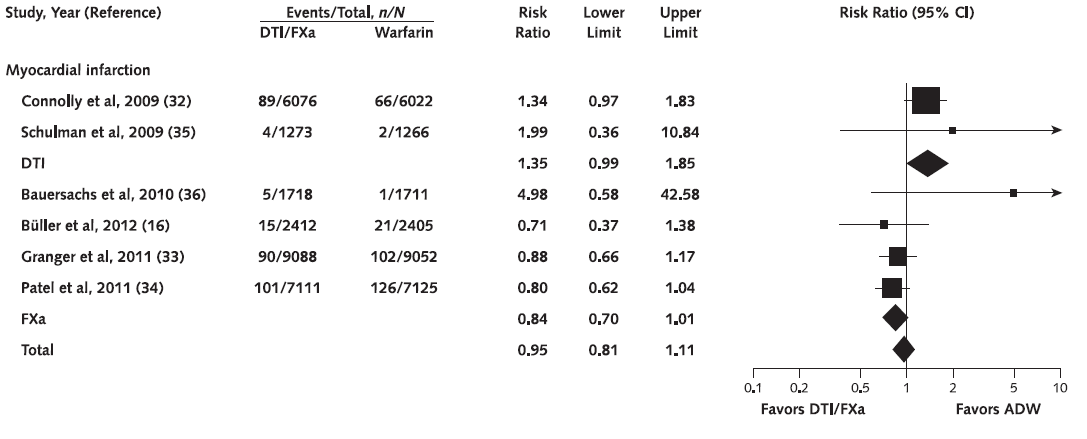 Study, Year (Reference) Events/Total, n/N Risk Lower Upper Risk Ratio (95% CI)
DTI/FXa Warfarin Ratio Limit Limit
Myocardial infarction
Connolly et al, 2009 (32) 89/6076 66/6022 1.34 0.97 1.83
Schulman et al, 2009 (35) 4/1273 2/1266 1.99 0.36 10.84
DTI 1.35 0.99 1.85
Bauersachs et al, 2010 (36) 5/1718 1/1711 4.98 0.58 42.58
Büller et al, 2012 (16) 15/2412 21/2405 0.71 0.37 1.38
Granger et al, 2011 (33) 90/9088 102/9052 0.88 0.66 1.17
Patel et al, 2011 (34) 101/7111 126/7125 0.80 0.62 1.04
FXa 0.84 0.70 1.01
Total 0.95 0.81 1.11
0.1 0.2 0.5 1 2 5 10
Favors DTI/FXa Favors ADW